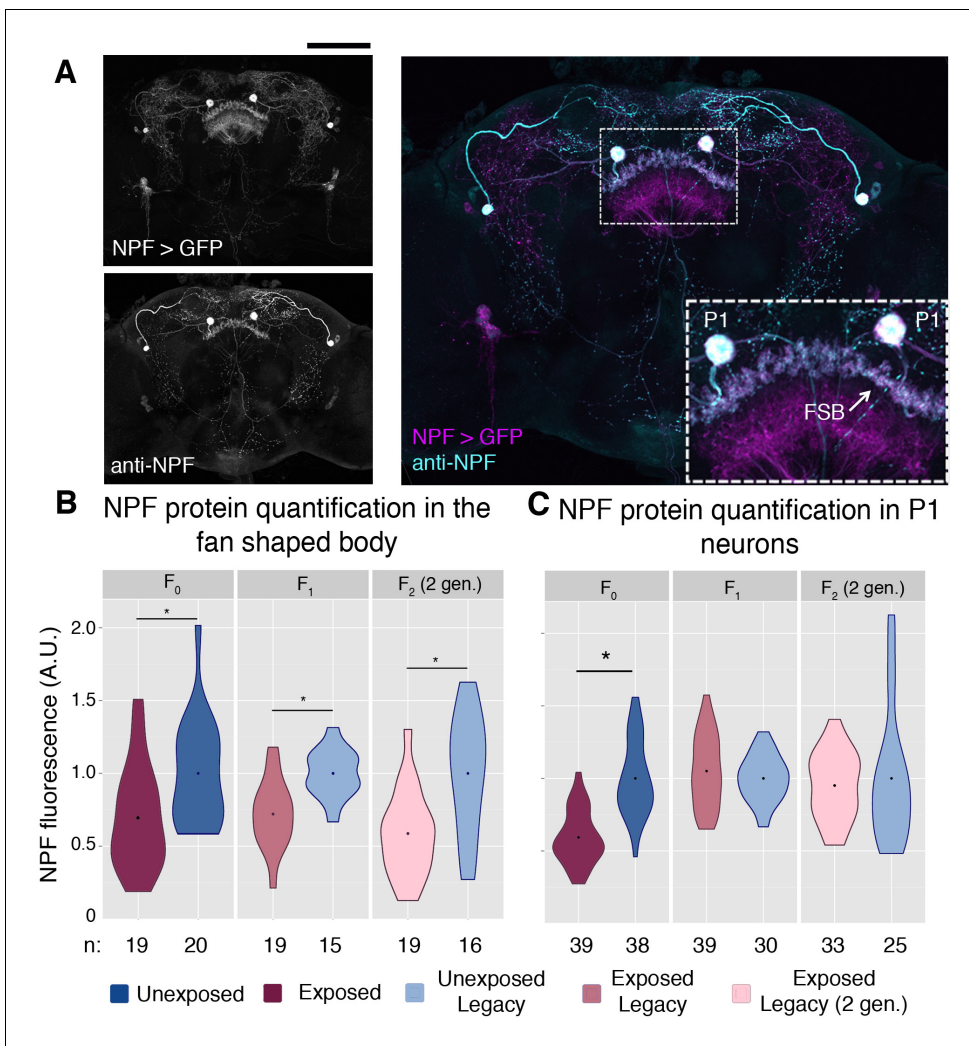 A
NPF > GFP
anti-NPF
NPF > GFP
anti-NPF
P1
P1
FSB
B NPF protein quantification in the
fan shaped body
F0
F1
F2 (2 gen.)
*
*
*
NPF fluorescence (A.U.)
2.0
1.5
1.0
0.5
0
n: 19 20 19 15 19 16
C NPF protein quantification in P1
neurons
F0
F1
F2 (2 gen.)
*
39 38 39 30 33 25
Unexposed
Exposed
Unexposed
Legacy
Exposed
Legacy
Exposed
Legacy (2 gen.)